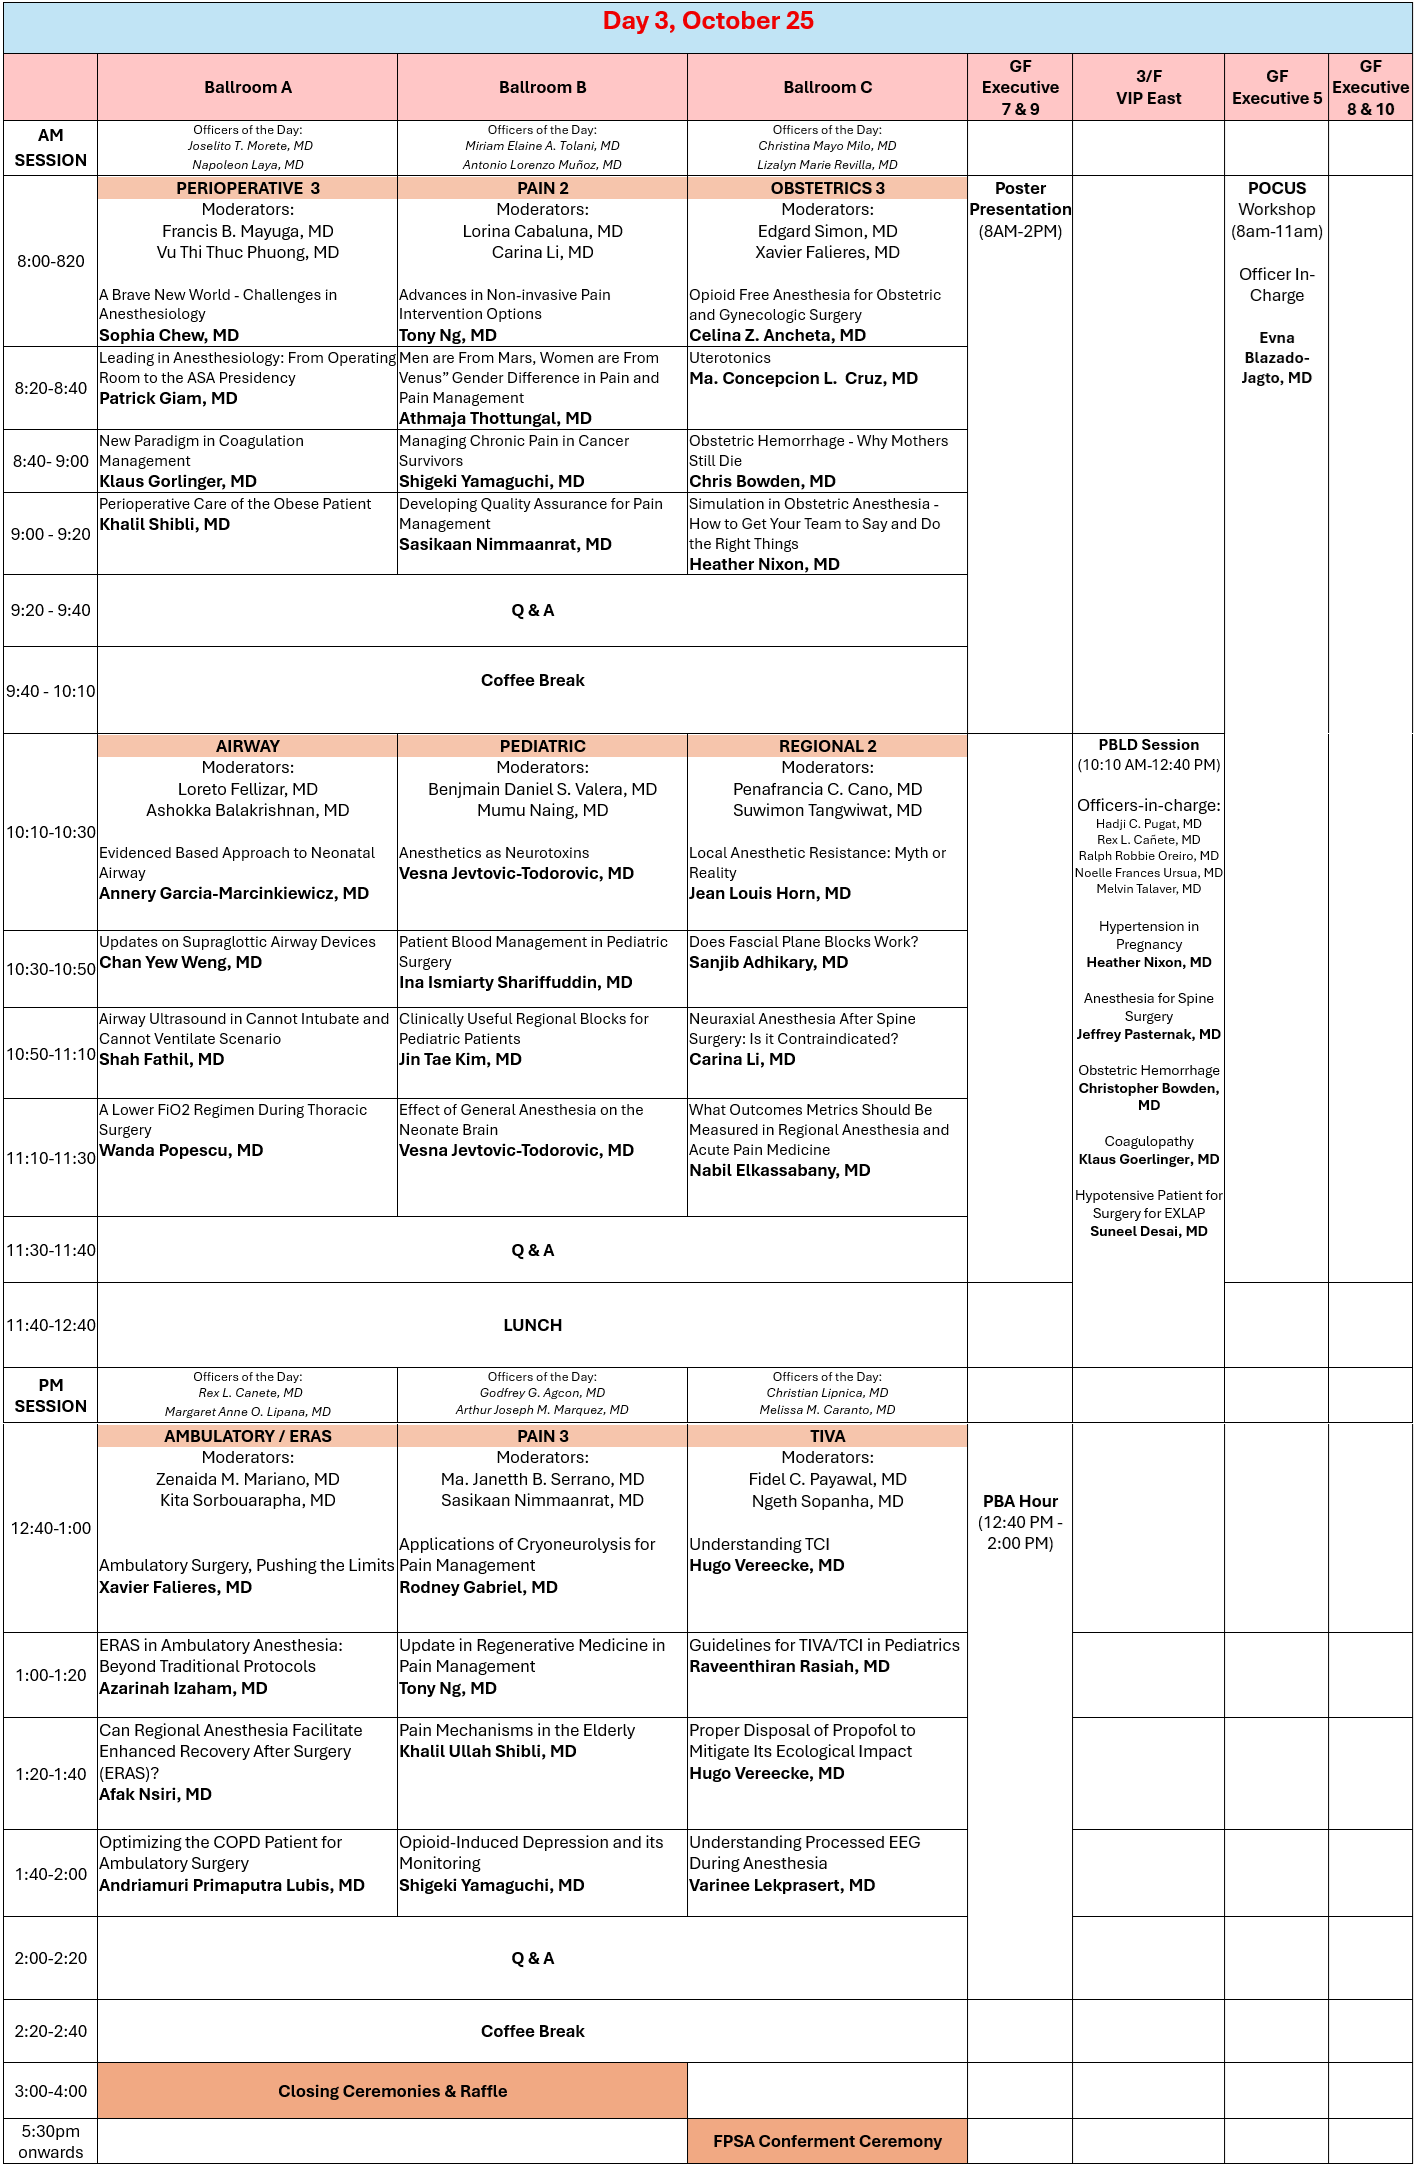 Day 3, October 25
Ballroom A
Ballroom B
Ballroom C
GF
Executive
7 & 9
3/F
VIP East
GF
Executive 5
GF
Executive
8 & 10
AM
SESSION
Officers of the Day:
Joselito T. Morete, MD
Napoleon Laya, MD
Officers of the Day:
Miriam Elaine A. Tolani, MD
Antonio Lorenzo Muñoz, MD
Officers of the Day:
Christina Mayo Milo, MD
Lizalyn Marie Revilla, MD
8:00-820
PERIOPERATIVE 3
Moderators:
Francis B. Mayuga, MD
Vu Thi Thuc Phuong, MD
A Brave New World - Challenges in
Anesthesiology
Sophia Chew, MD
PAIN 2
Moderators:
Lorina Cabaluna, MD
Carina Li, MD
Advances in Non-invasive Pain
Intervention Options
Tony Ng, MD
OBSTETRICS 3
Moderators:
Edgard Simon, MD
Xavier Falieres, MD
Opioid Free Anesthesia for Obstetric
and Gynecologic Surgery
Celina Z. Ancheta, MD
Poster
Presentation
(8AM-2PM)
POCUS
Workshop
(8am-11am)
Officer In-
Charge
Evna
Blazado-
Jagto, MD
8:20-8:40
Leading in Anesthesiology: From Operating
Room to the ASA Presidency
Patrick Giam, MD
Men are From Mars, Women are From
Venus” Gender Difference in Pain and
Pain Management
Athmaja Thottungal, MD
Uterotonics
Ma. Concepcion L. Cruz, MD
8:40- 9:00
New Paradigm in Coagulation
Management
Klaus Gorlinger, MD
Managing Chronic Pain in Cancer
Survivors
Shigeki Yamaguchi, MD
Obstetric Hemorrhage - Why Mothers
Still Die
Chris Bowden, MD
9:00 - 9:20
Perioperative Care of the Obese Patient
Khalil Shibli, MD
Developing Quality Assurance for Pain
Management
Sasikaan Nimmaanrat, MD
Simulation in Obstetric Anesthesia -
How to Get Your Team to Say and Do
the Right Things
Heather Nixon, MD
9:20 - 9:40
Q & A
9:40 - 10:10
Coffee Break
10:10-10:30
AIRWAY
Moderators:
Loreto Fellizar, MD
Ashokka Balakrishnan, MD
Evidenced Based Approach to Neonatal
Airway
Annery Garcia-Marcinkiewicz, MD
PEDIATRIC
Moderators:
Benjmain Daniel S. Valera, MD
Mumu Naing, MD
Anesthetics as Neurotoxins
Vesna Jevtovic-Todorovic, MD
REGIONAL 2
Moderators:
Penafrancia C. Cano, MD
Suwimon Tangwiwat, MD
Local Anesthetic Resistance: Myth or
Reality
Jean Louis Horn, MD
PBLD Session
(10:10 AM-12:40 PM)
Officers-in-charge:
Hadji C. Pugat, MD
Rex L. Cañete, MD
Ralph Robbie Oreiro, MD
Noelle Frances Ursua, MD
Melvin Talaver, MD
Hypertension in
Pregnancy
Heather Nixon, MD
Anesthesia for Spine
Surgery
Jeffrey Pasternak, MD
Obstetric Hemorrhage
Christopher Bowden,
MD
Coagulopathy
Klaus Goerlinger, MD
Hypotensive Patient for
Surgery for EXLAP
Suneel Desai, MD
10:30-10:50
Updates on Supraglottic Airway Devices
Chan Yew Weng, MD
Patient Blood Management in Pediatric
Surgery
Ina Ismiarty Shariffuddin, MD
Does Fascial Plane Blocks Work?
Sanjib Adhikary, MD
10:50-11:10
Airway Ultrasound in Cannot Intubate and
Cannot Ventilate Scenario
Shah Fathil, MD
Clinically Useful Regional Blocks for
Pediatric Patients
Jin Tae Kim, MD
Neuraxial Anesthesia After Spine
Surgery: Is it Contraindicated?
Carina Li, MD
11:10-11:30
A Lower FiO2 Regimen During Thoracic
Surgery
Wanda Popescu, MD
Effect of General Anesthesia on the
Neonate Brain
Vesna Jevtovic-Todorovic, MD
What Outcomes Metrics Should Be
Measured in Regional Anesthesia and
Acute Pain Medicine
Nabil Elkassabany, MD
11:30-11:40
Q & A
11:40-12:40
LUNCH
PM
SESSION
Officers of the Day:
Rex L. Canete, MD
Margaret Anne O. Lipana, MD
Officers of the Day:
Godfrey G. Agcon, MD
Arthur Joseph M. Marquez, MD
Officers of the Day:
Christian Lipnica, MD
Melissa M. Caranto, MD
12:40-1:00
AMBULATORY / ERAS
Moderators:
Zenaida M. Mariano, MD
Kita Sorbouarapha, MD
Ambulatory Surgery, Pushing the Limits
Xavier Falieres, MD
PAIN 3
Moderators:
Ma. Janetth B. Serrano, MD
Sasikaan Nimmaanrat, MD
Applications of Cryoneurolysis for
Pain Management
Rodney Gabriel, MD
TIVA
Moderators:
Fidel C. Payawal, MD
Ngeth Sopanha, MD
Understanding TCI
Hugo Vereecke, MD
PBA Hour
(12:40 PM -
2:00 PM)
1:00-1:20
ERAS in Ambulatory Anesthesia:
Beyond Traditional Protocols
Azarinah Izaham, MD
Update in Regenerative Medicine in
Pain Management
Tony Ng, MD
Guidelines for TIVA/TCI in Pediatrics
Raveenthiran Rasiah, MD
1:20-1:40
Can Regional Anesthesia Facilitate
Enhanced Recovery After Surgery
(ERAS)?
Afak Nsiri, MD
Pain Mechanisms in the Elderly
Khalil Ullah Shibli, MD
Proper Disposal of Propofol to
Mitigate Its Ecological Impact
Hugo Vereecke, MD
1:40-2:00
Optimizing the COPD Patient for
Ambulatory Surgery
Andriamuri Primaputra Lubis, MD
Opioid-Induced Depression and its
Monitoring
Shigeki Yamaguchi, MD
Understanding Processed EEG
During Anesthesia
Varinee Lekprasert, MD
2:00-2:20
Q & A
2:20-2:40
Coffee Break
3:00-4:00
Closing Ceremonies & Raffle
5:30pm
onwards
FPSA Conferment Ceremony